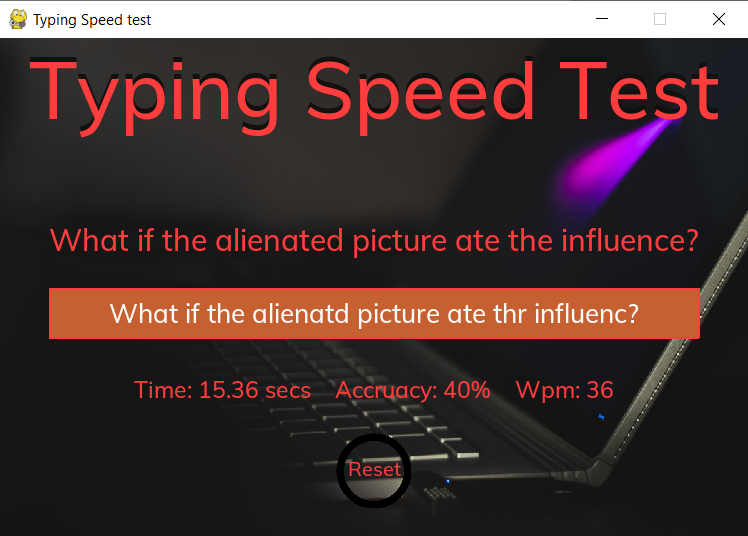 Typing Speed test
Typing Speed Test
What if the alienated picture ate the influence?
What if the alienatd picture ate thr influenc?
Time: 15.36 secs Accruacy: 40% Wpm: 36
Reset